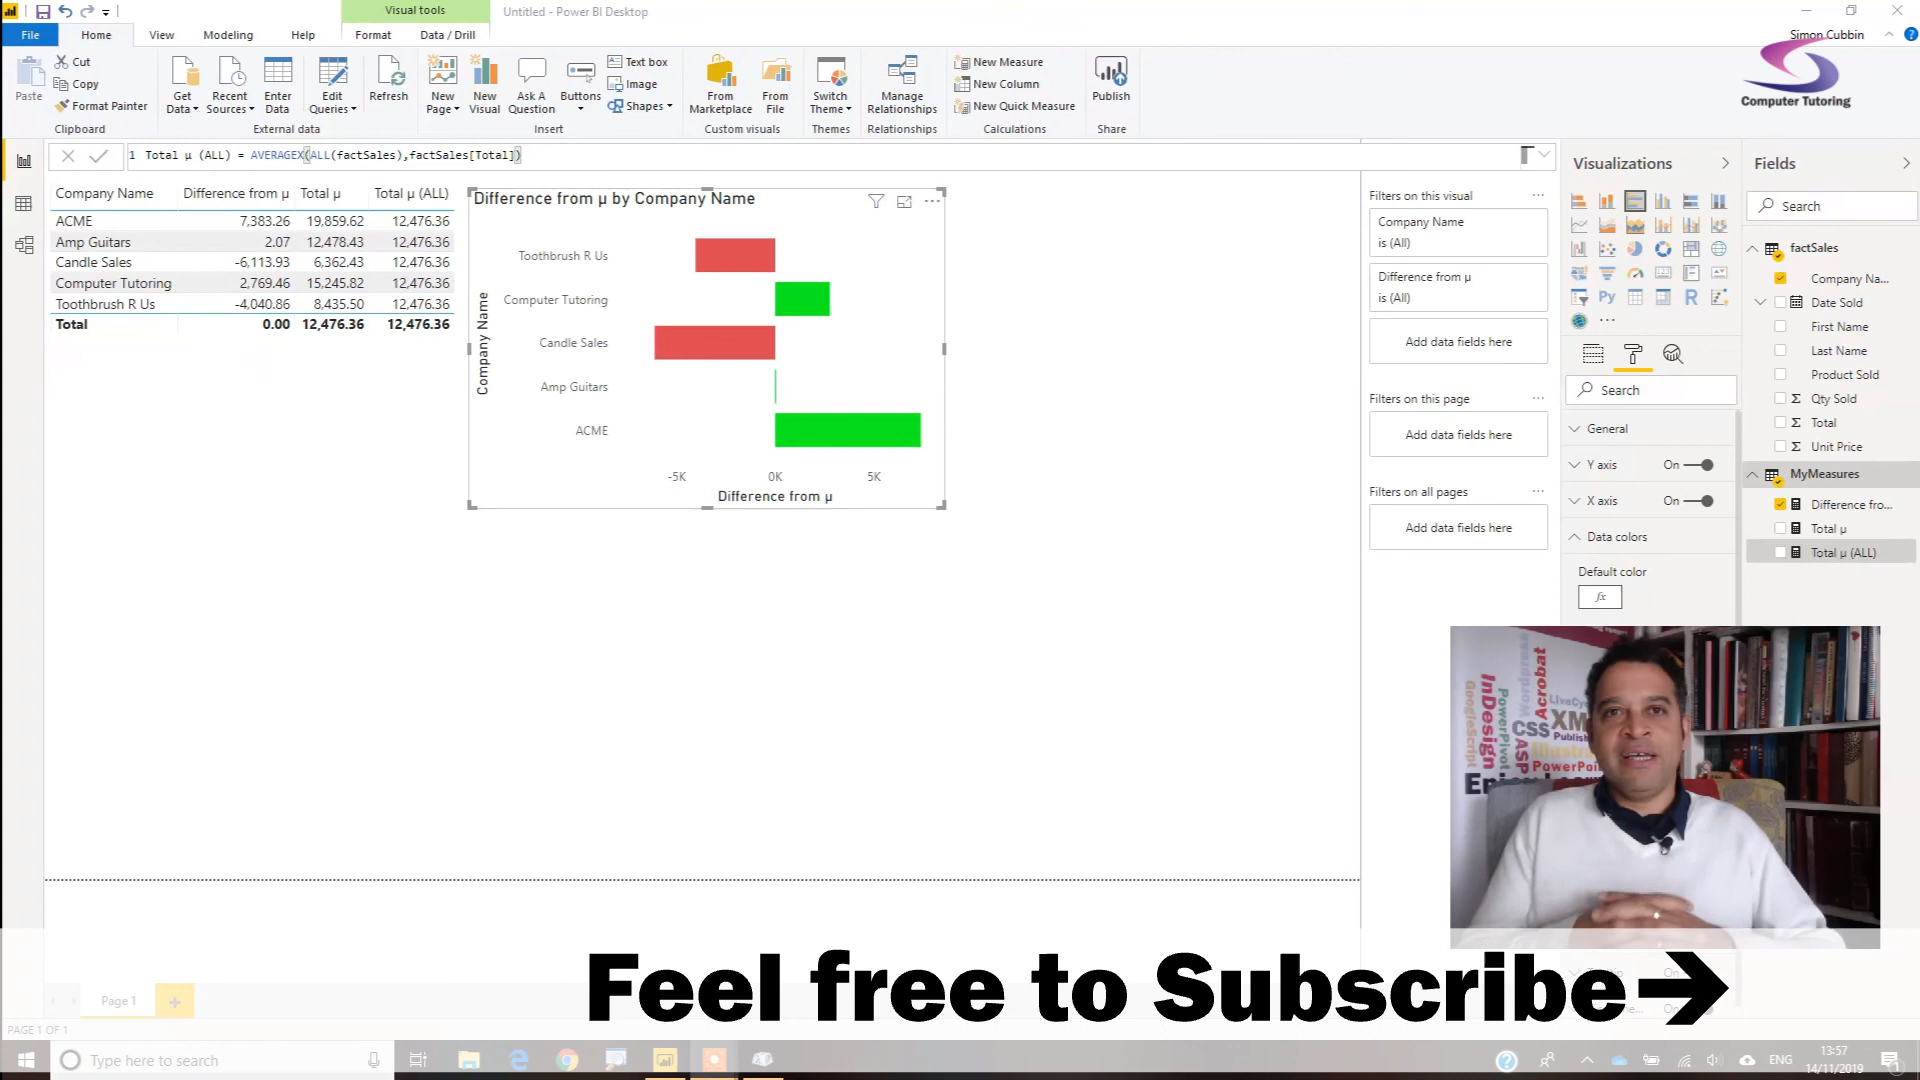 Visual tools
Untitled - Power BI Desktop
File
Home
View
Modeling
Help
Format
Data / Drill
Simon Cubbin
Paste
Cut
Copy
Format Painter
Clipboard
Get Data
Recent Sources
Enter Data
Edit Queries
Refresh
External data
New Page
New Visual
Ask A Question
Buttons
Text box
Image
Shapes
Insert
From Marketplace
From File
Custom visuals
Switch Theme
Themes
Manage Relationships
Relationships
New Measure
New Column
New Quick Measure
Calculations
Publish
Share
Computer Tutoring
1 Total µ (ALL) = AVERAGEX(ALL(factSales),factSales[Total])
Company Name Difference from µ Total µ Total µ (ALL)
ACME 7,383.26 19,859.62 12,476.36
Amp Guitars 2.07 12,478.43 12,476.36
Candle Sales -6,113.93 6,362.43 12,476.36
Computer Tutoring 2,769.46 15,245.82 12,476.36
Toothbrush R Us -4,040.86 8,435.50 12,476.36
Total 0.00 12,476.36 12,476.36
Difference from µ by Company Name
Company Name
Toothbrush R Us
Computer Tutoring
Candle Sales
Amp Guitars
ACME
-5K 0K 5K
Difference from µ
Filters on this visual
Company Name
is (All)
Difference from µ
is (All)
Add data fields here
Filters on this page
Add data fields here
Filters on all pages
Add data fields here
Visualizations
Py
R
Search
General
Y axis On
X axis On
Data colors
Default color
fx
Fields
Search
factSales
Company Na...
Date Sold
First Name
Last Name
Product Sold
Qty Sold
Total
Unit Price
MyMeasures
Difference fro...
Total µ
Total µ (ALL)
GoogleScript
InDesign
PowerPivot
Wordpress
Acrobat
CSS
ASP
PowerPoi
Feel free to Subscribe
Page 1
PAGE 1 OF 1
Type here to search
ENG
13:57
14/11/2019